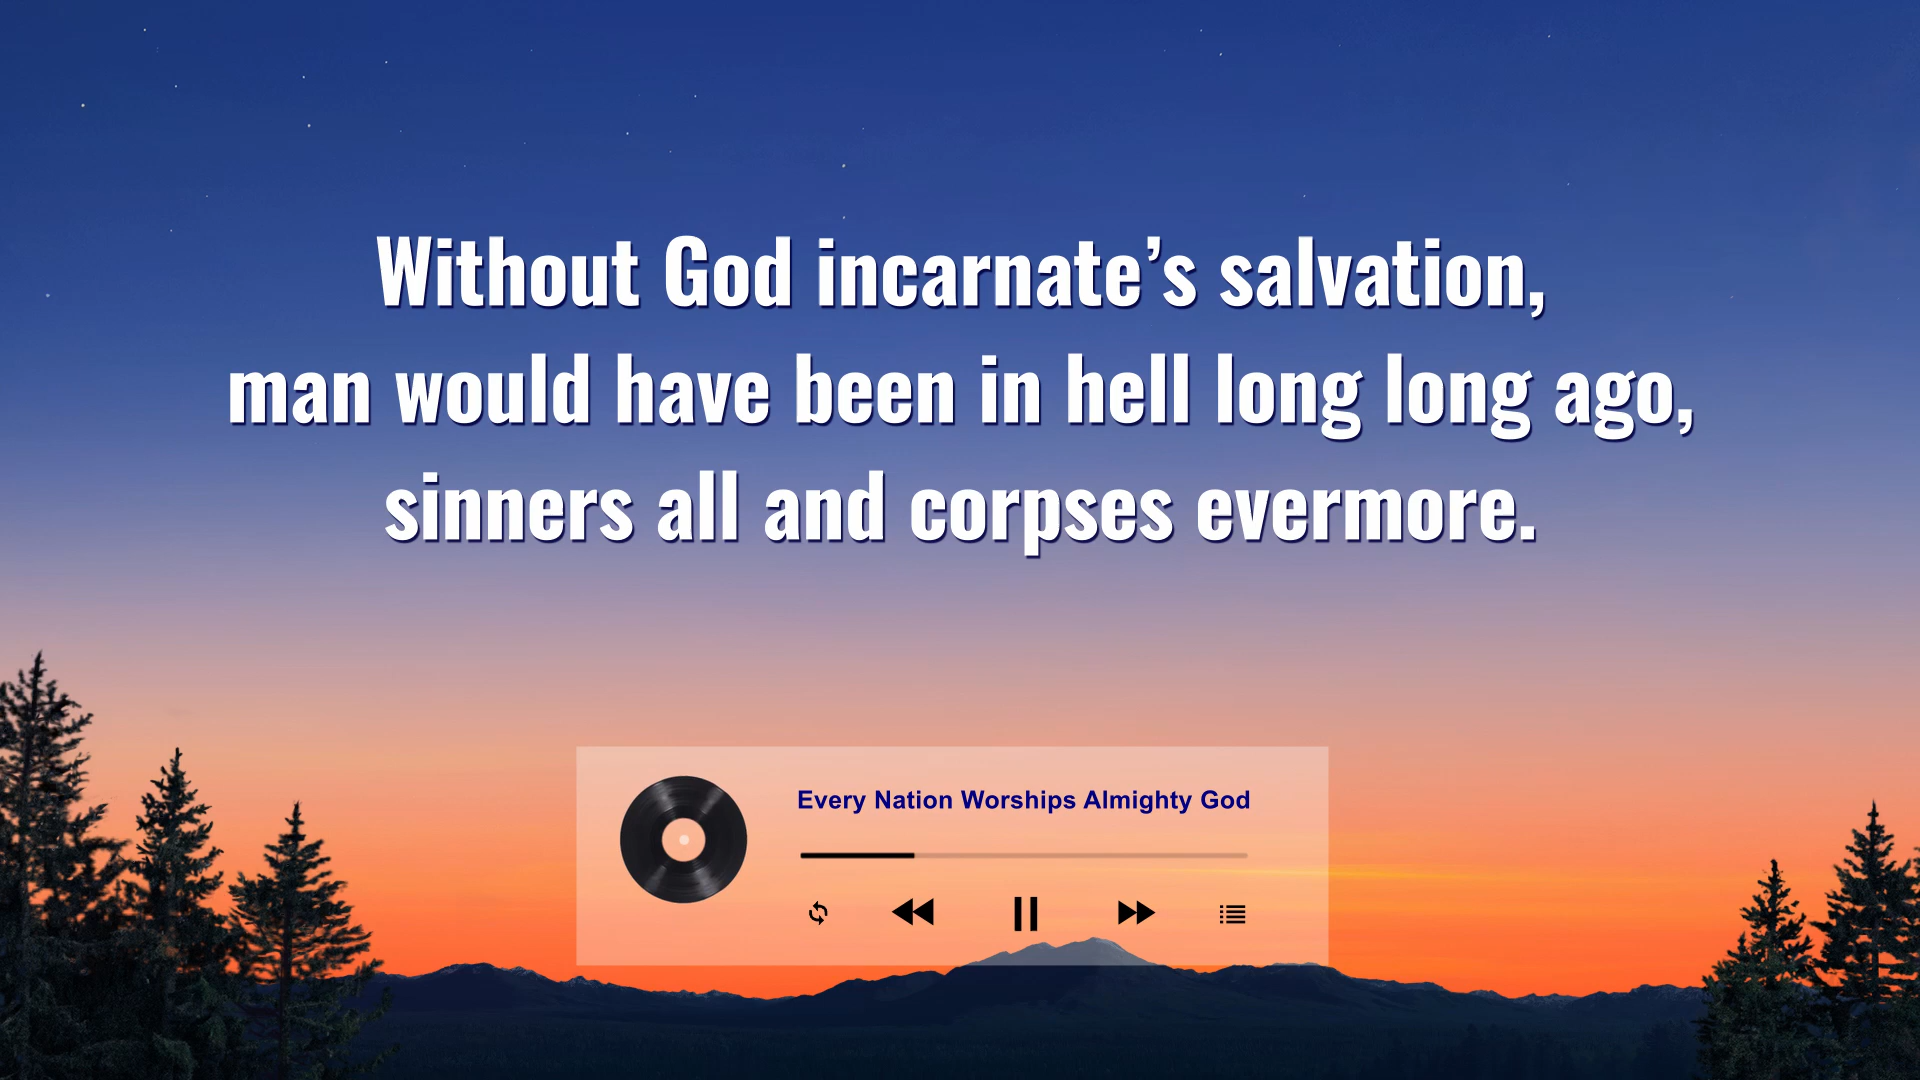 Without God incarnate’s salvation,
man would have been in hell long long ago,
sinners all and corpses evermore.
Every Nation Worships Almighty God